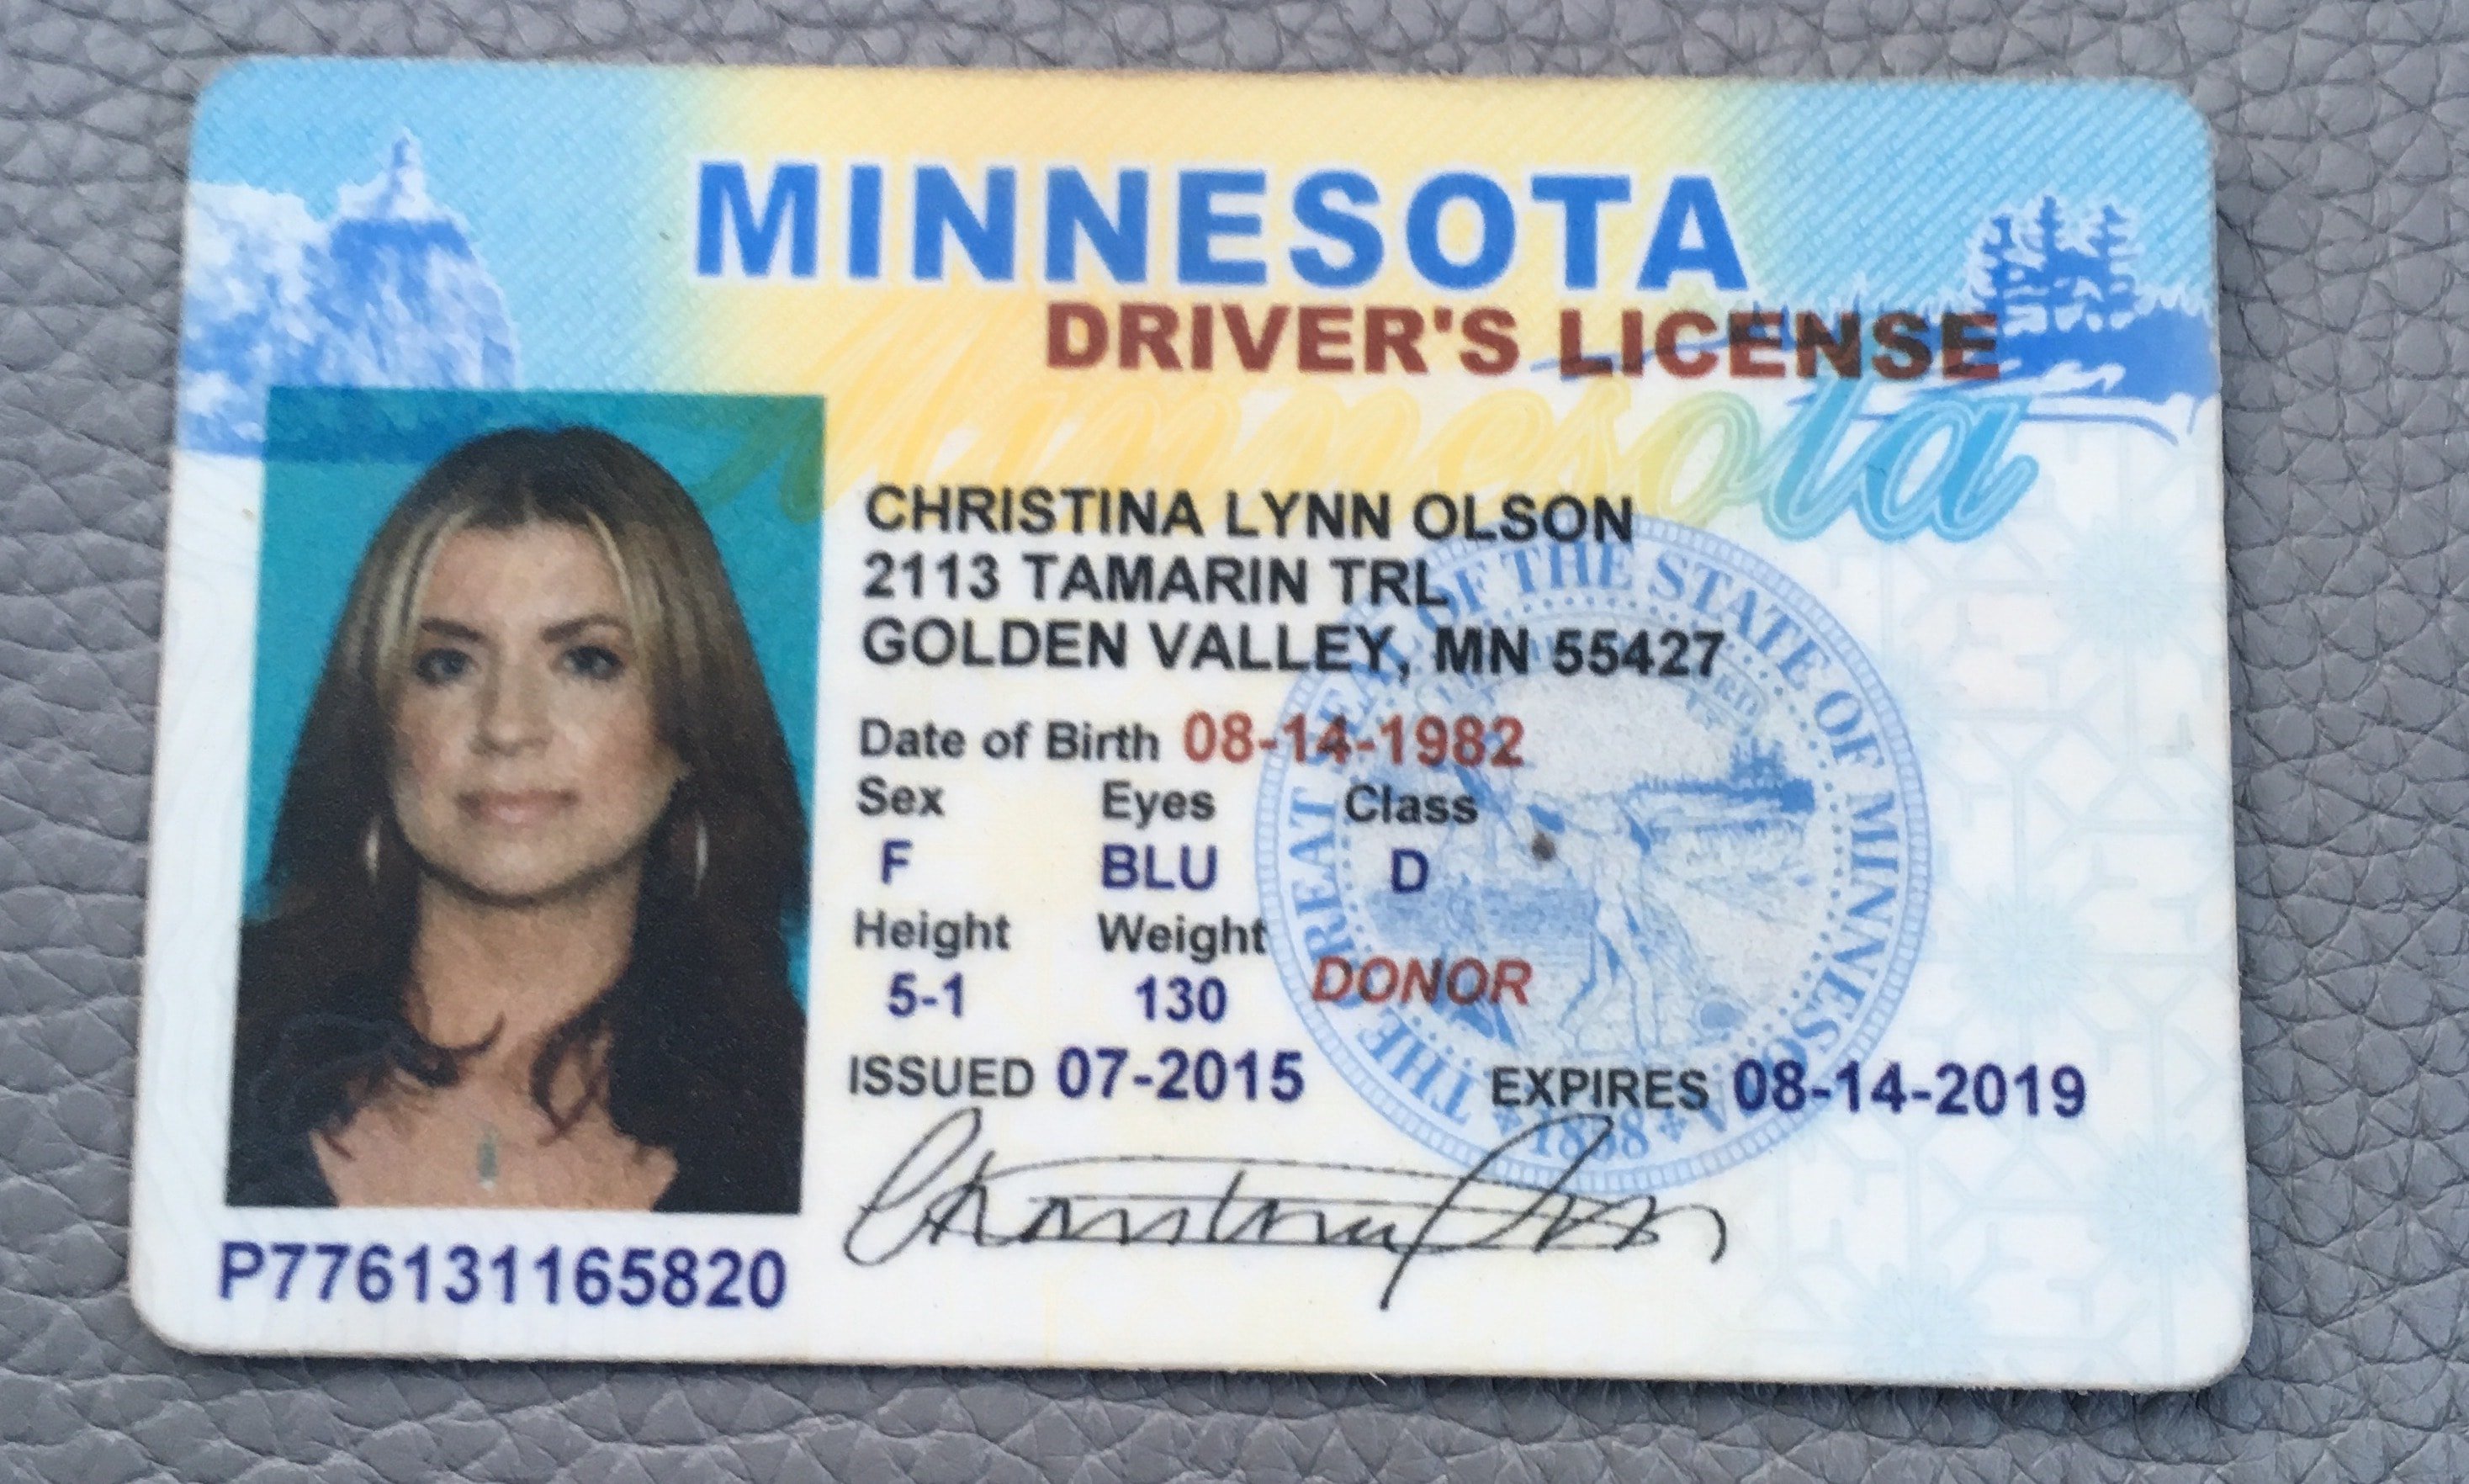 MINNESOTA
DRIVER'S LICENSE
Minnesota
CHRISTINA LYNN OLSON
2113 TAMARIN TRL
GOLDEN VALLEY, MN 55427
Date of Birth 08-14-1982
Sex Eyes Class
F BLU D
Height Weight
5-1 130 DONOR
ISSUED 07-2015 EXPIRES 08-14-2019
Christina Olson
P776131165820
THE GREAT SEAL OF THE STATE OF MINNESOTA
1858